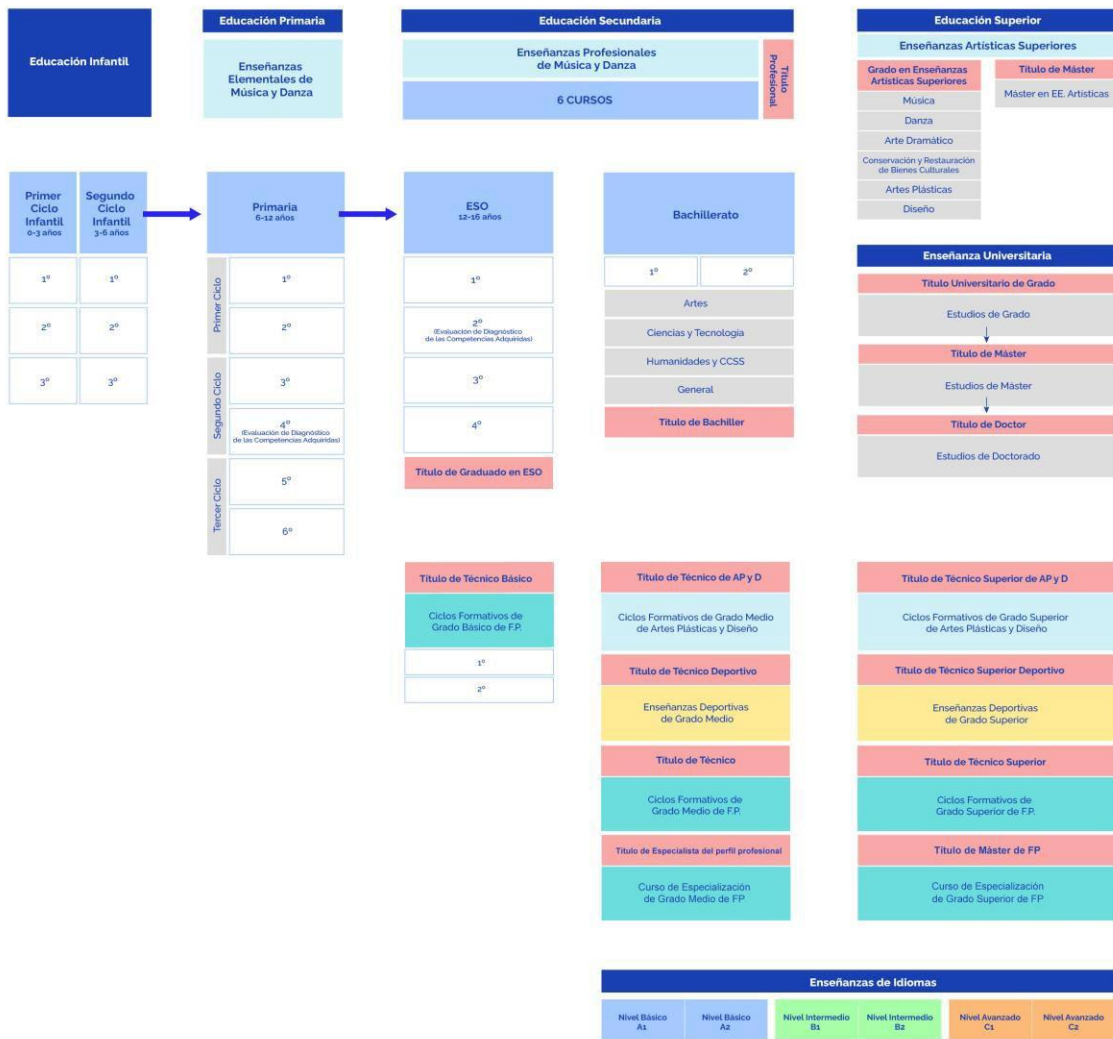 Educación Infantil
Educación Primaria
Enseñanzas
Elementales de
Música y Danza
Educación Secundaria
Enseñanzas Profesionales
de Música y Danza
6 CURSOS
Título
Profesional
Educación Superior
Enseñanzas Artísticas Superiores
Grado en Enseñanzas
Artísticas Superiores
Música
Danza
Arte Dramático
Conservación y Restauración
de Bienes Culturales
Artes Plásticas
Diseño
Título de Máster
Máster en EE. Artísticas
Primer
Ciclo
Infantil
0-3 años
1º
2º
3º
Segundo
Ciclo
Infantil
3-6 años
1º
2º
3º
Primaria
6-12 años
Primer Ciclo
1º
2º
Segundo Ciclo
3º
4º
(Evaluación de Diagnóstico
de las Competencias Adquiridas)
Tercer Ciclo
5º
6º
ESO
12-16 años
1º
2º
(Evaluación de Diagnóstico
de las Competencias Adquiridas)
3º
4º
Título de Graduado en ESO
Bachillerato
1º
2º
Artes
Ciencias y Tecnología
Humanidades y CCSS
General
Título de Bachiller
Enseñanza Universitaria
Título Universitario de Grado
Estudios de Grado
Título de Máster
Estudios de Máster
Título de Doctor
Estudios de Doctorado
Título de Técnico Básico
Ciclos Formativos de
Grado Básico de F.P.
1º
2º
Título de Técnico de AP y D
Ciclos Formativos de Grado Medio
de Artes Plásticas y Diseño
Título de Técnico Deportivo
Enseñanzas Deportivas
de Grado Medio
Título de Técnico
Ciclos Formativos de
Grado Medio de F.P.
Título de Especialista del perfil profesional
Curso de Especialización
de Grado Medio de FP
Título de Técnico Superior de AP y D
Ciclos Formativos de Grado Superior
de Artes Plásticas y Diseño
Título de Técnico Superior Deportivo
Enseñanzas Deportivas
de Grado Superior
Título de Técnico Superior
Ciclos Formativos de
Grado Superior de F.P.
Título de Máster de FP
Curso de Especialización
de Grado Superior de FP
Enseñanzas de Idiomas
Nivel Básico
A1
Nivel Básico
A2
Nivel Intermedio
B1
Nivel Intermedio
B2
Nivel Avanzado
C1
Nivel Avanzado
C2